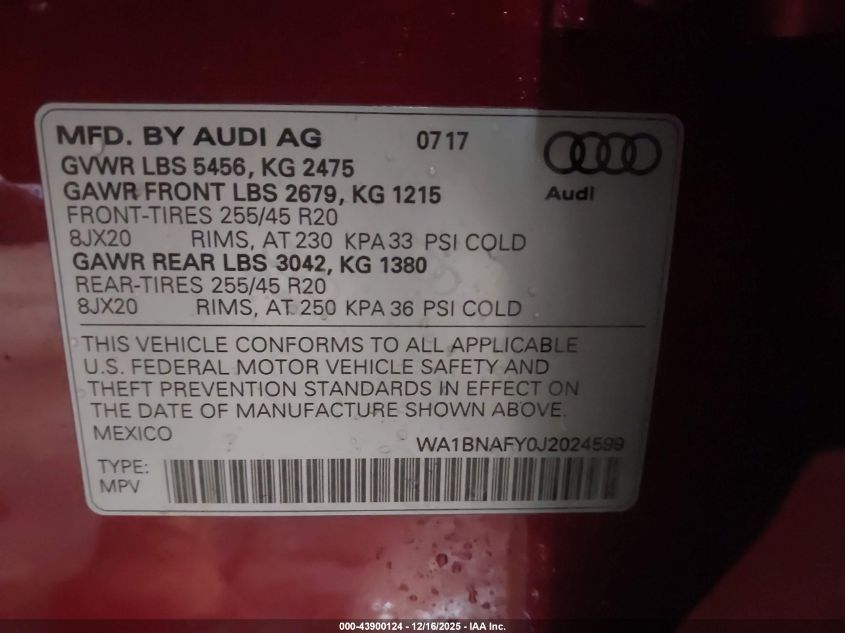 MFD. BY AUDI AG 07 17
GVWR LBS 5456, KG 2475
GAWR FRONT LBS 2679, KG 1215
Audi
FRONT-TIRES 255/45 R20
8JX20 RIMS, AT 230 KPA 33 PSI COLD
GAWR REAR LBS 3042, KG 1380
REAR-TIRES 255/45 R20
8JX20 RIMS, AT 250 KPA 36 PSI COLD
THIS VEHICLE CONFORMS TO ALL APPLICABLE
U.S. FEDERAL MOTOR VEHICLE SAFETY AND
THEFT PREVENTION STANDARDS IN EFFECT ON
THE DATE OF MANUFACTURE SHOWN ABOVE.
MEXICO
WA1BNAFY0J2024599
TYPE:
MPV
000-43900124 - 12/16/2025 - IAA Inc.